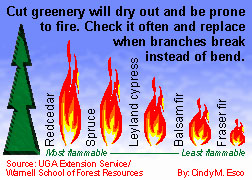 Cut greenery will dry out and be prone
to fire. Check it often and replace
when branches break
instead of bend.
Redcedar
Spruce
Leyland cypress
Balsam fir
Fraser fir
Most flammable
Least flammable
Source: UGA Extension Service/
Warnell School of Forest Resources
By: Cindy M. Esco